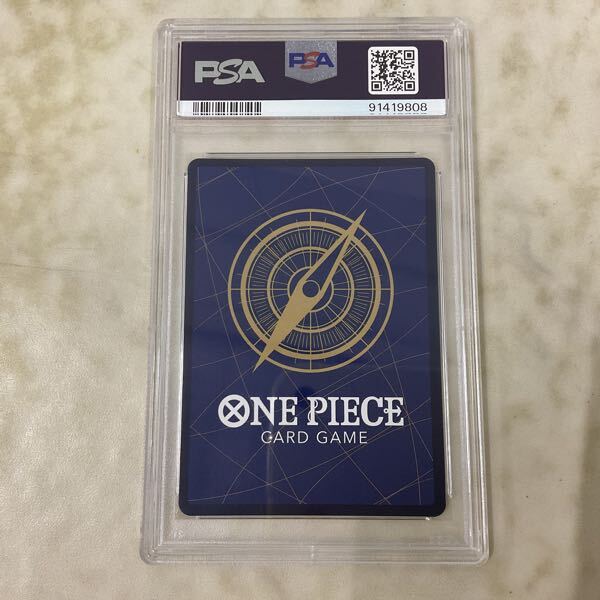 PSA
PSA
91419808
ONE PIECE
CARD GAME